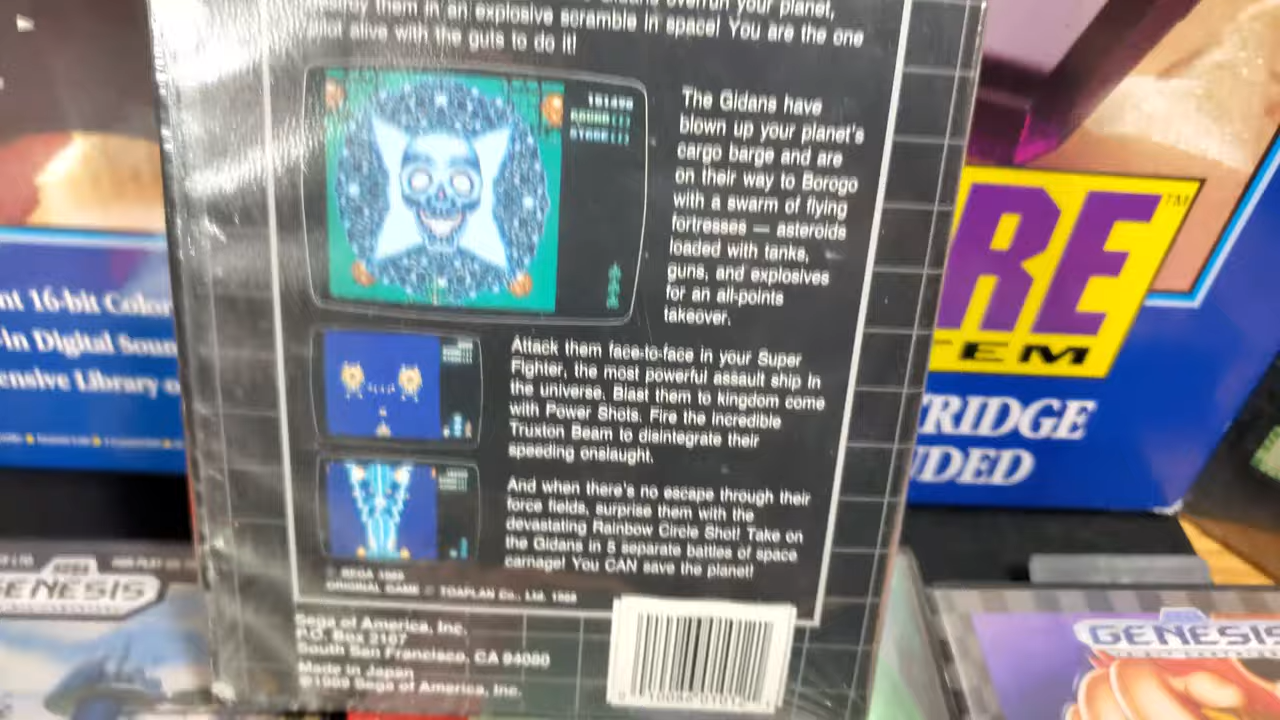 overrun your planet,
them in an explosive scramble in space! You are the one
alive with the guts to do it!
The Gidans have
blown up your planet's
cargo barge and are
on their way to Borogo
with a swarm of flying
fortresses — asteroids
loaded with tanks,
guns, and explosives
for an all-points
takeover.
Attack them face-to-face in your Super
Fighter, the most powerful assault ship in
the universe. Blast them to kingdom come
with Power Shots. Fire the incredible
Truxton Beam to disintegrate their
speeding onslaught.
And when there's no escape through their
force fields, surprise them with the
devastating Rainbow Circle Shot! Take on
the Gidans in 5 separate battles of space
carnage! You CAN save the planet!
© SEGA 1989
ORIGINAL GAME © TOAPLAN Co., Ltd. 1988
Sega of America, Inc.
P.O. Box 2167
South San Francisco, CA 94080
Made in Japan
©1989 Sega of America, Inc.
nt 16-bit Color
-in Digital Soun
ensive Library o
GENESIS
RE
TM
TEM
TRIDGE
UDED
GENESIS